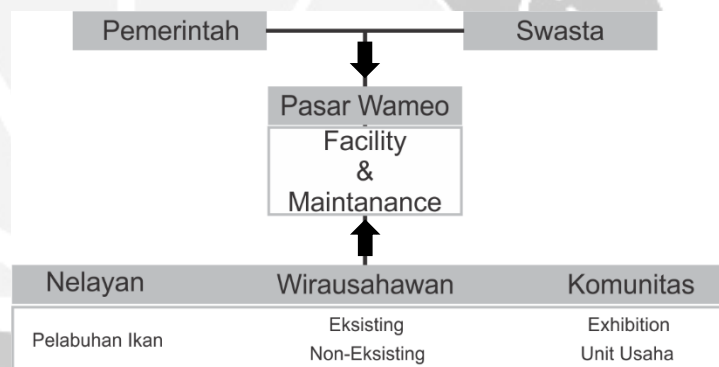 Pemerintah
Swasta
Pasar Wameo
Facility
&
Maintanance
Nelayan
Wirausahawan
Komunitas
Pelabuhan Ikan
Eksisting
Non-Eksisting
Exhibition
Unit Usaha